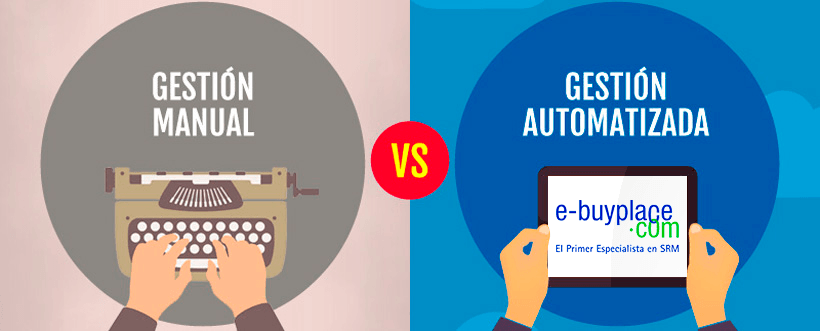 GESTIÓN
MANUAL
VS
GESTIÓN
AUTOMATIZADA
e-buyplace
.com
El Primer Especialista en SRM